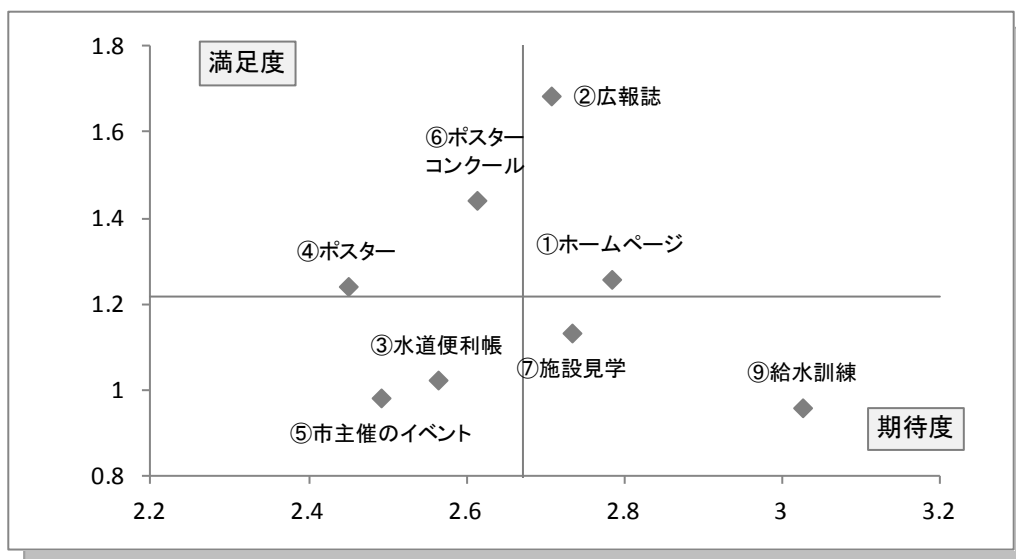 1.8
満足度
②広報誌
1.6
⑥ポスター
コンクール
1.4
④ポスター
①ホームページ
1.2
③水道便利帳
⑦施設見学
⑨給水訓練
1
⑤市主催のイベント
期待度
0.8
2.2
2.4
2.6
2.8
3
3.2